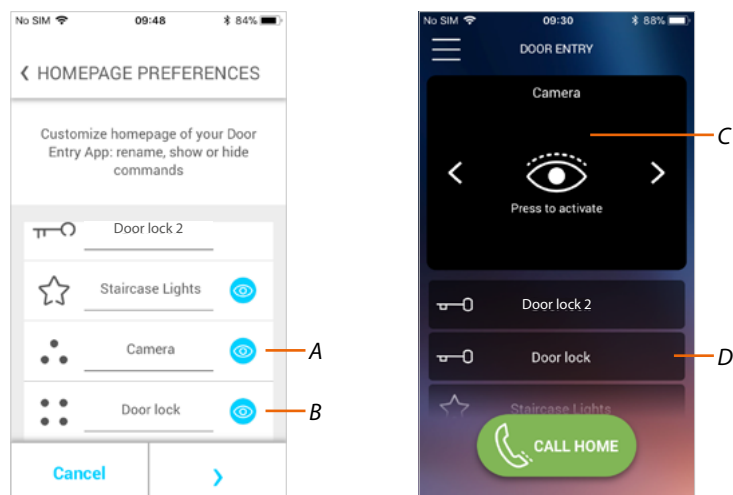 No SIM 09:48 84%
HOMEPAGE PREFERENCES
Customize homepage of your Door
Entry App: rename, show or hide
commands
Door lock 2
Staircase Lights
Camera
A
Door lock
B
Cancel
No SIM 09:30 88%
DOOR ENTRY
Camera
C
Press to activate
Door lock 2
Door lock
D
Staircase Lights
CALL HOME